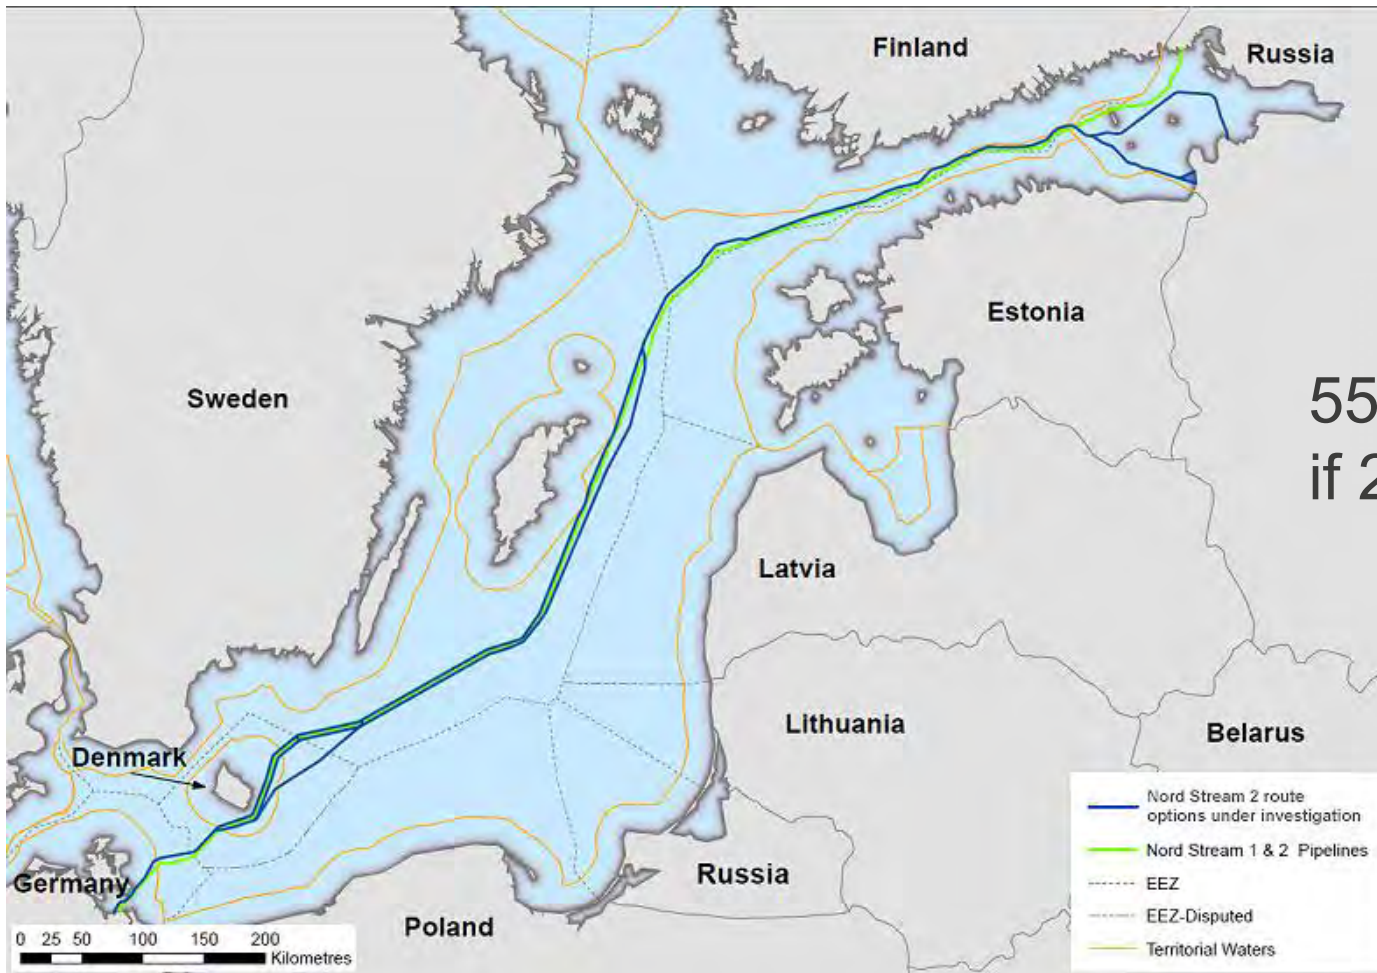 Finland
Russia
Estonia
Sweden
55
if 2
Latvia
Lithuania
Belarus
Denmark
Germany
Russia
Poland
Nord Stream 2 route
options under investigation
Nord Stream 1 & 2 Pipelines
EEZ
EEZ-Disputed
Territorial Waters
0 25 50 100 150 200
Kilometres